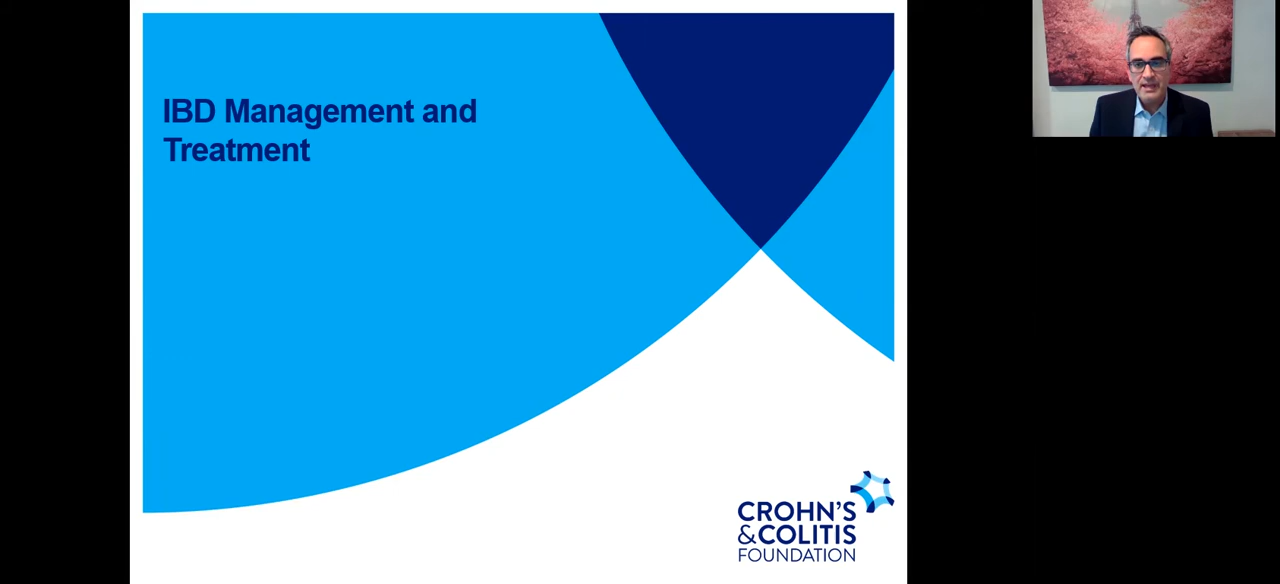 IBD Management and
Treatment
CROHN'S
&COLITIS
FOUNDATION